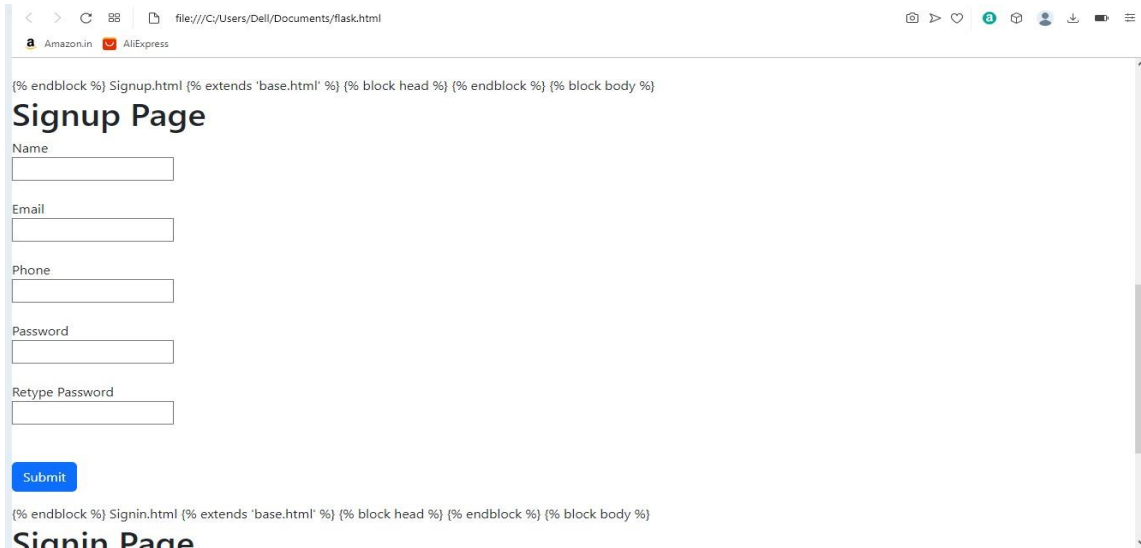 file:///C:/Users/Dell/Documents/flask.html
a Amazon.in AliExpress
{% endblock %} Signup.html {% extends 'base.html' %} {% block head %} {% endblock %} {% block body %}
Signup Page
Name
Email
Phone
Password
Retype Password
Submit
{% endblock %} Signin.html {% extends 'base.html' %} {% block head %} {% endblock %} {% block body %}
Signin Page